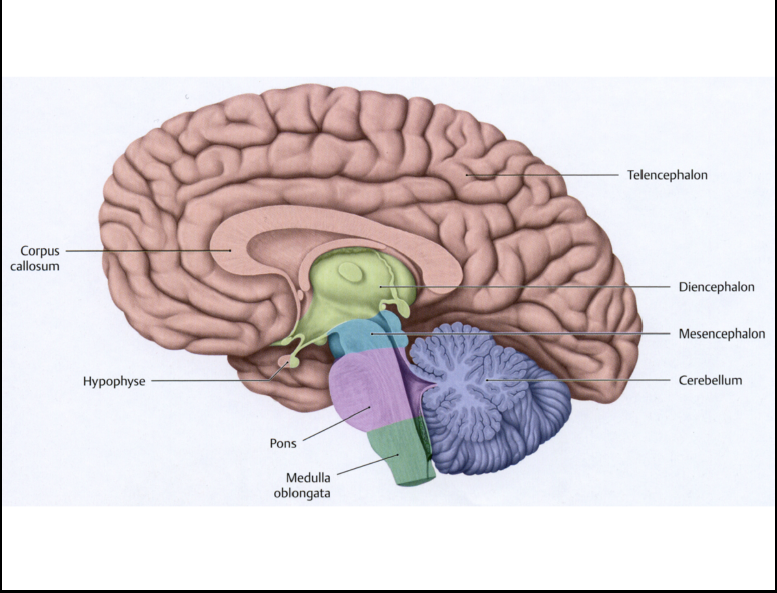 Telencephalon
Corpus
callosum
Diencephalon
Mesencephalon
Hypophyse
Cerebellum
Pons
Medulla
oblongata